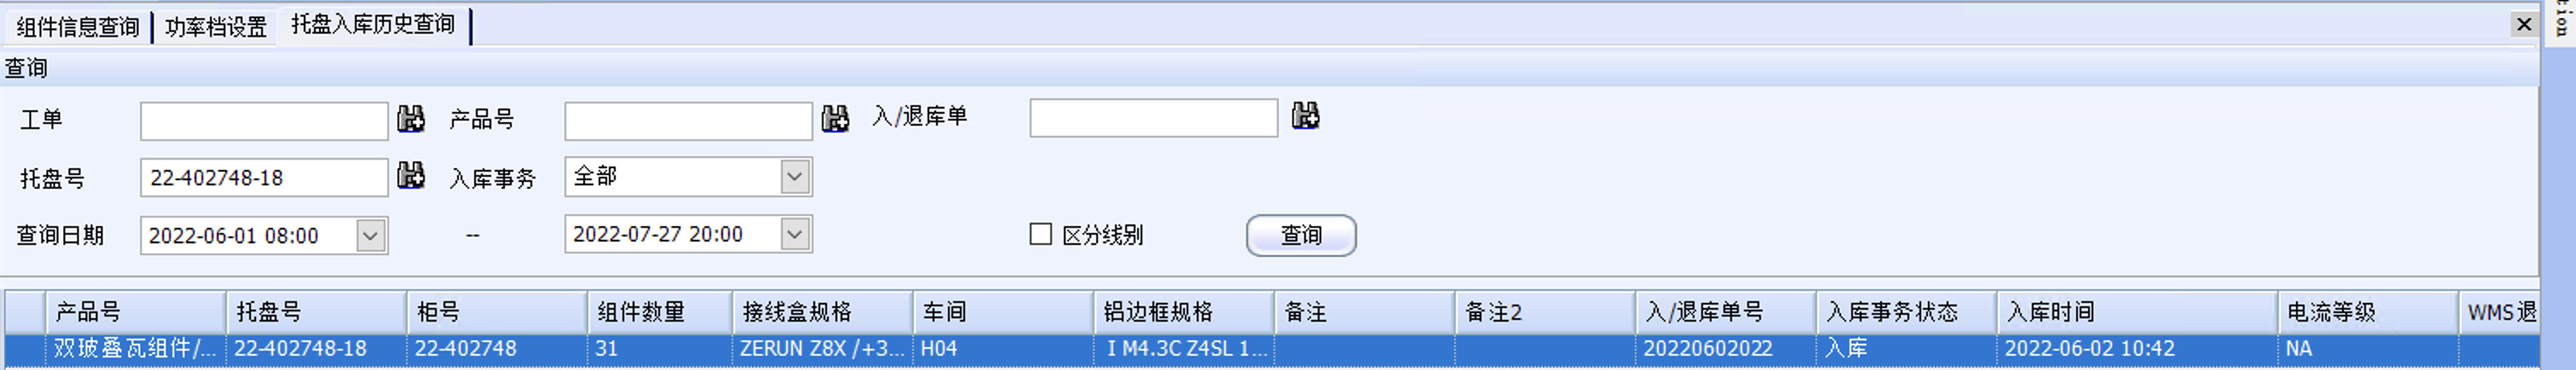 组件信息查询 功率档设置 托盘入库历史查询
tion
查询
工单 产品号 入/退库单
托盘号 22-402748-18 入库事务 全部
查询日期 2022-06-01 08:00 -- 2022-07-27 20:00 区分线别 查询
产品号 托盘号 柜号 组件数量 接线盒规格 车间 铝边框规格 备注 备注2 入/退库单号 入库事务状态 入库时间 电流等级 WMS退
双玻叠瓦组件/... 22-402748-18 22-402748 31 ZERUN Z8X /+3... H04 I M4.3C Z4SL 1... 20220602022 入库 2022-06-02 10:42 NA